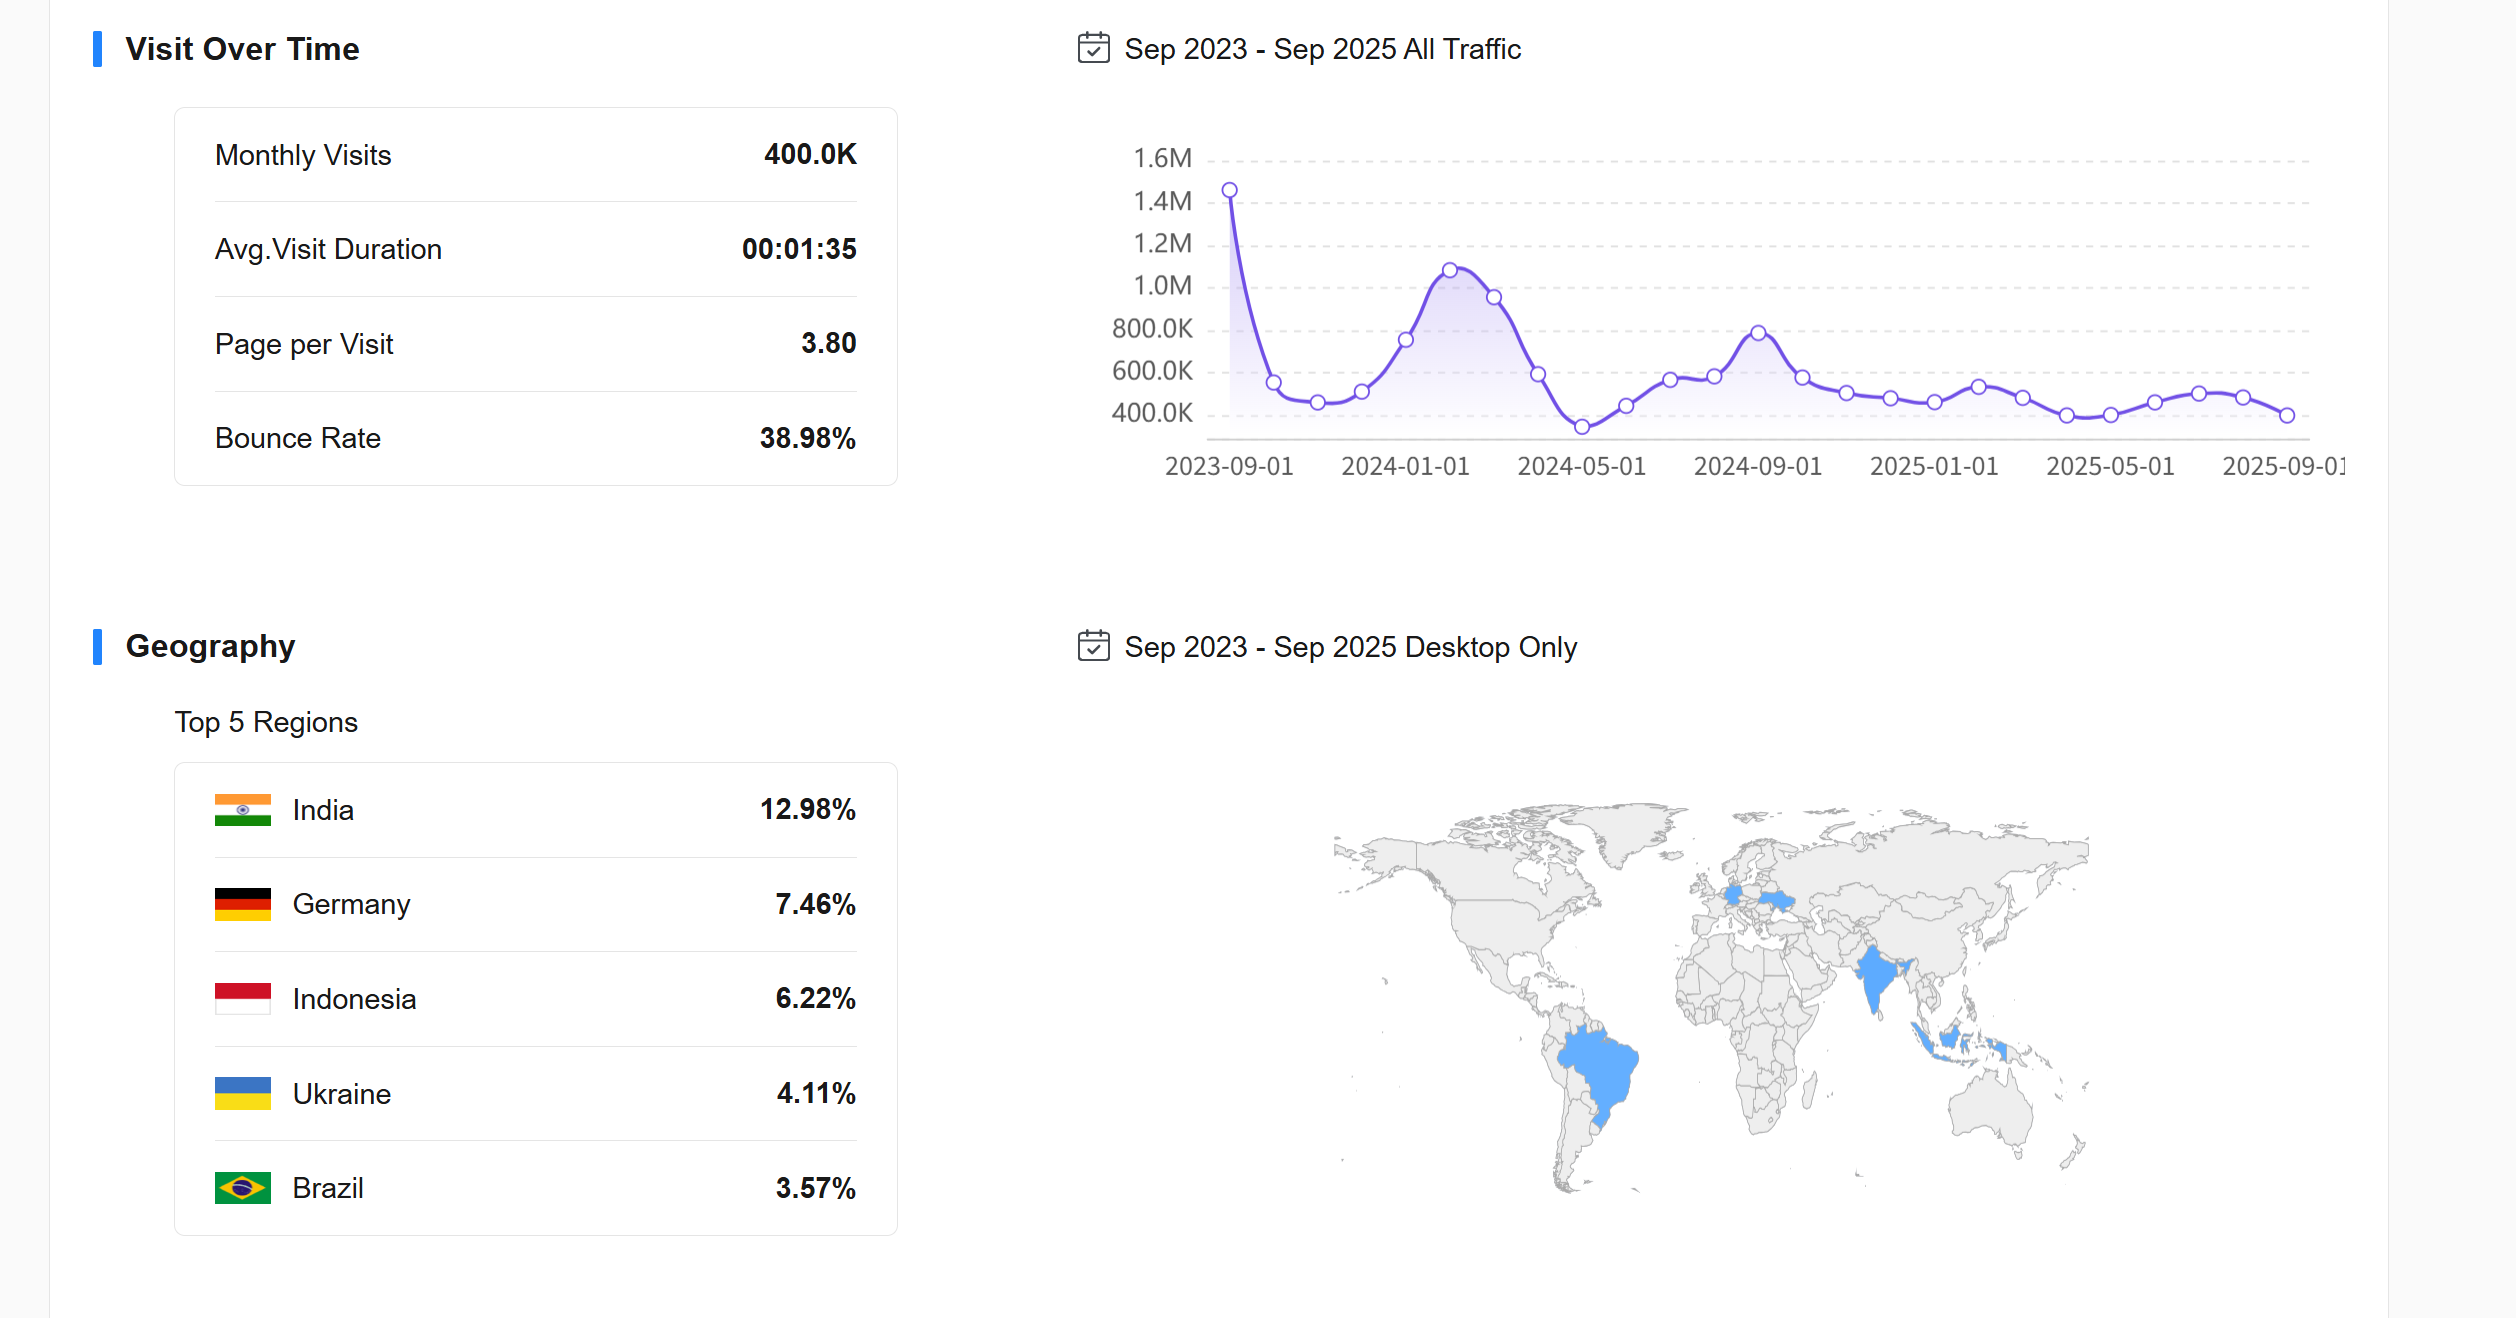 Visit Over Time
Sep 2023 - Sep 2025 All Traffic
Monthly Visits 400.0K
Avg.Visit Duration 00:01:35
Page per Visit 3.80
Bounce Rate 38.98%
1.6M
1.4M
1.2M
1.0M
800.0K
600.0K
400.0K
2023-09-01 2024-01-01 2024-05-01 2024-09-01 2025-01-01 2025-05-01 2025-09-01
Geography
Sep 2023 - Sep 2025 Desktop Only
Top 5 Regions
India 12.98%
Germany 7.46%
Indonesia 6.22%
Ukraine 4.11%
Brazil 3.57%